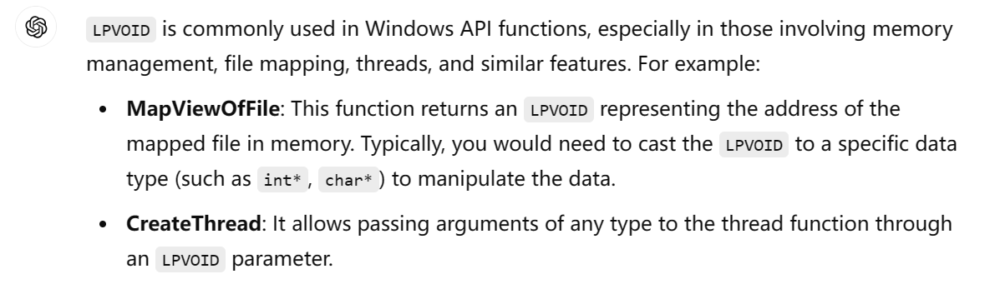 LPVOID is commonly used in Windows API functions, especially in those involving memory
management, file mapping, threads, and similar features. For example:
• MapViewOfFile: This function returns an LPVOID representing the address of the
mapped file in memory. Typically, you would need to cast the LPVOID to a specific data
type (such as int*, char*) to manipulate the data.
• CreateThread: It allows passing arguments of any type to the thread function through
an LPVOID parameter.